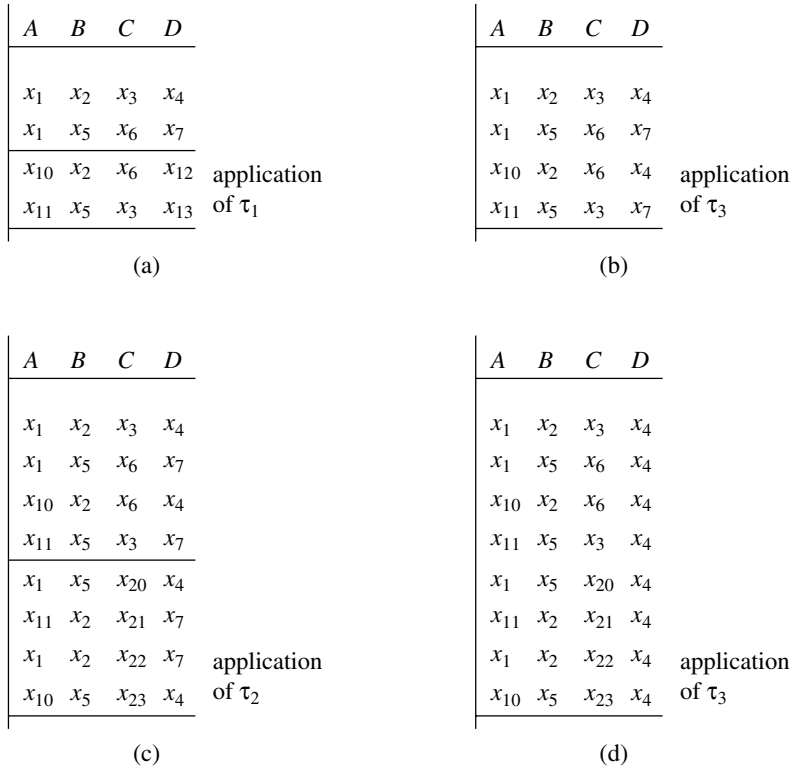 A B C D
x1 x2 x3 x4
x1 x5 x6 x7
x10 x2 x6 x12
x11 x5 x3 x13
application
of τ1
(a)
A B C D
x1 x2 x3 x4
x1 x5 x6 x7
x10 x2 x6 x4
x11 x5 x3 x7
application
of τ3
(b)
A B C D
x1 x2 x3 x4
x1 x5 x6 x7
x10 x2 x6 x4
x11 x5 x3 x7
x1 x5 x20 x4
x11 x2 x21 x7
x1 x2 x22 x7
x10 x5 x23 x4
application
of τ2
(c)
A B C D
x1 x2 x3 x4
x1 x5 x6 x4
x10 x2 x6 x4
x11 x5 x3 x4
x1 x5 x20 x4
x11 x2 x21 x4
x1 x2 x22 x4
x10 x5 x23 x4
application
of τ3
(d)